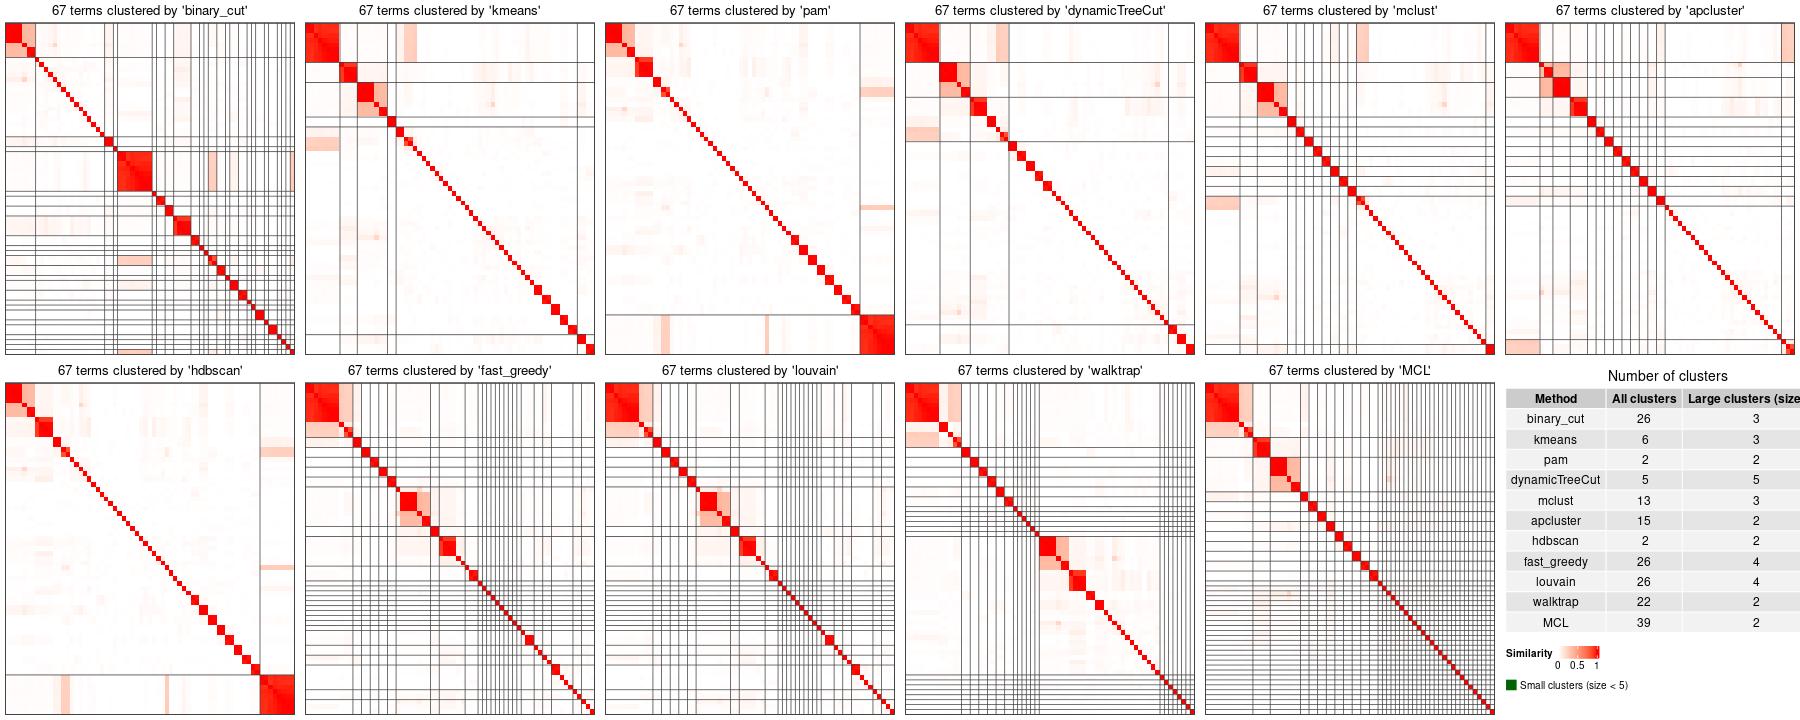 67 terms clustered by 'binary_cut'
67 terms clustered by 'kmeans'
67 terms clustered by 'pam'
67 terms clustered by 'dynamicTreeCut'
67 terms clustered by 'mclust'
67 terms clustered by 'apcluster'
67 terms clustered by 'hdbscan'
67 terms clustered by 'fast_greedy'
67 terms clustered by 'louvain'
67 terms clustered by 'walktrap'
67 terms clustered by 'MCL'
Number of clusters
Method All clusters Large clusters (size
binary_cut 26 3
kmeans 6 3
pam 2 2
dynamicTreeCut 5 5
mclust 13 3
apcluster 15 2
hdbscan 2 2
fast_greedy 26 4
louvain 26 4
walktrap 22 2
MCL 39 2
Similarity
0 0.5 1
Small clusters (size < 5)